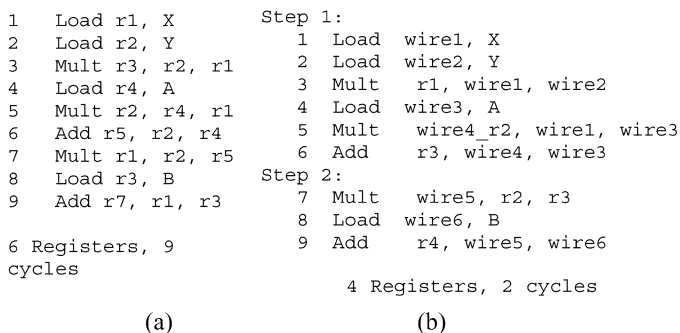 1 Load r1, X
2 Load r2, Y
3 Mult r3, r2, r1
4 Load r4, A
5 Mult r2, r4, r1
6 Add r5, r2, r4
7 Mult r1, r2, r5
8 Load r3, B
9 Add r7, r1, r3
6 Registers, 9
cycles
(a)
Step 1:
1 Load wire1, X
2 Load wire2, Y
3 Mult r1, wire1, wire2
4 Load wire3, A
5 Mult wire4_r2, wire1, wire3
6 Add r3, wire4, wire3
Step 2:
7 Mult wire5, r2, r3
8 Load wire6, B
9 Add r4, wire5, wire6
4 Registers, 2 cycles
(b)